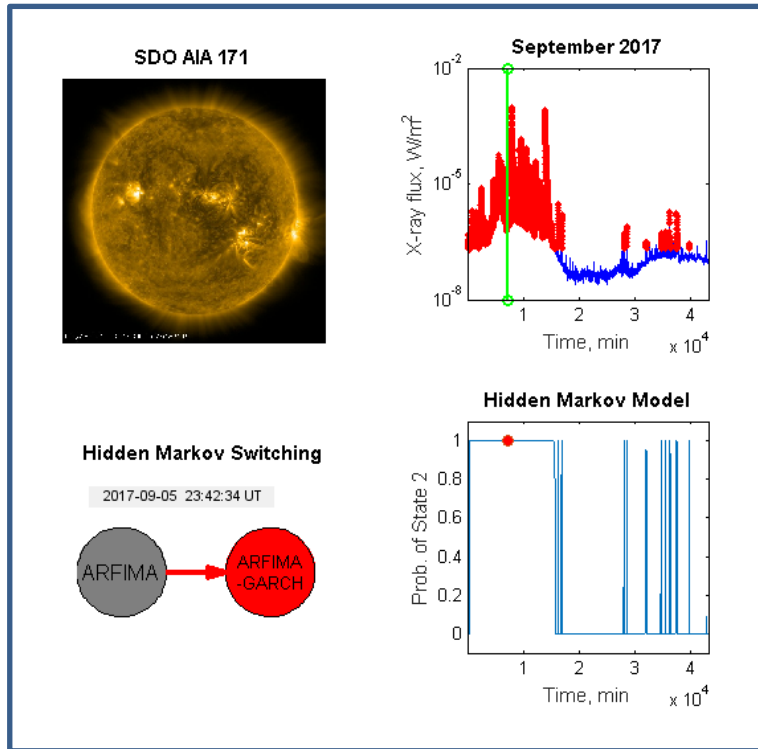 SDO AIA 171
September 2017
10^-2
10^-5
10^-8
X-ray flux, W/m²
1 2 3 4
Time, min
x 10^4
Hidden Markov Switching
2017-09-05 23:42:34 UT
ARFIMA
ARFIMA
-GARCH
Hidden Markov Model
1
0.8
0.6
0.4
0.2
0
Prob. of State 2
1 2 3 4
Time, min
x 10^4